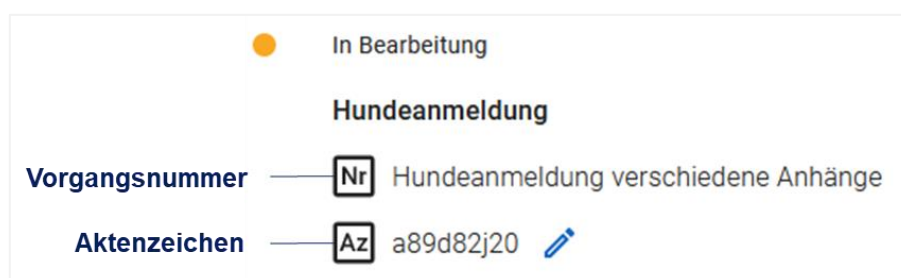 In Bearbeitung
Hundeanmeldung
Vorgangsnummer Nr Hundeanmeldung verschiedene Anhänge
Aktenzeichen Az a89d82j20